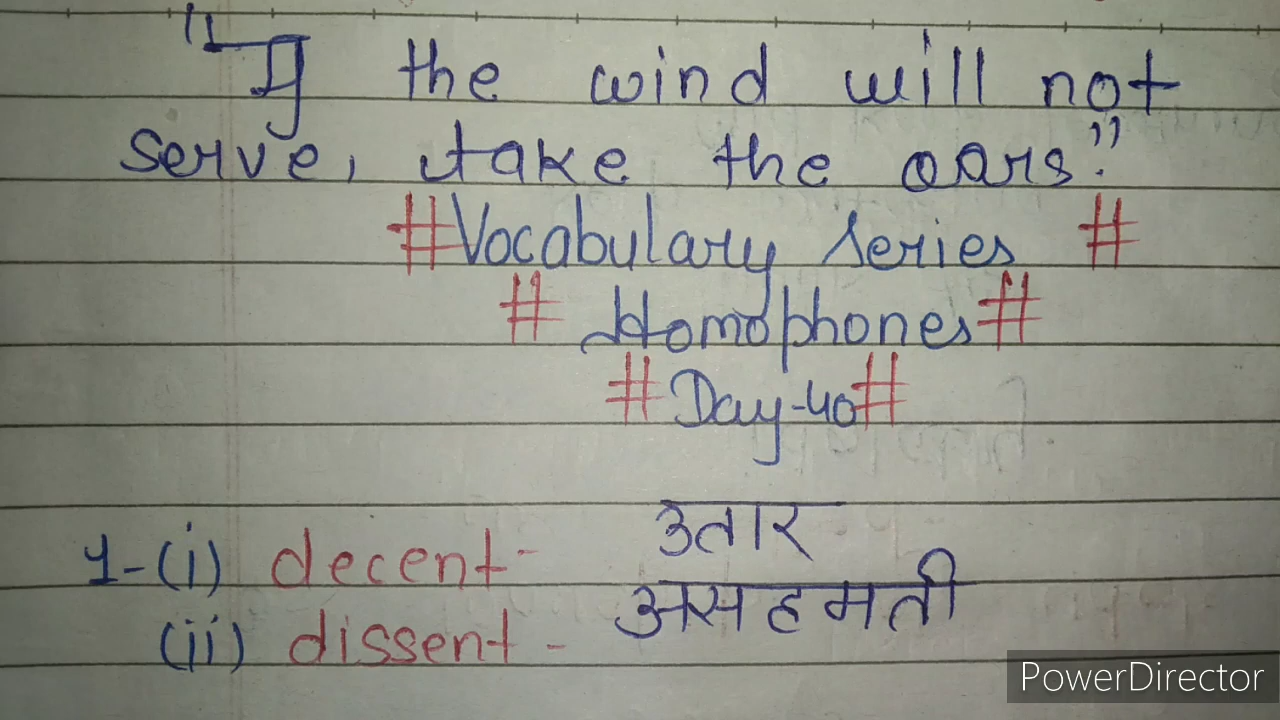 "If the wind will not
serve, take the oars."
#Vocabulary series #
# Homophones#
#Day-40#
1-(i) decent- उतार
(ii) dissent - असहमती
PowerDirector